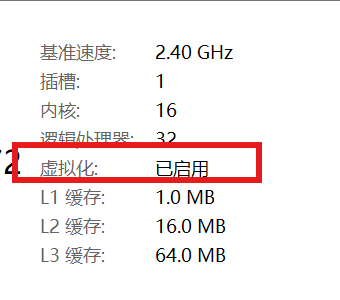 基准速度: 2.40 GHz
插槽: 1
内核: 16
逻辑处理器: 32
虚拟化: 已启用
L1 缓存: 1.0 MB
L2 缓存: 16.0 MB
L3 缓存: 64.0 MB